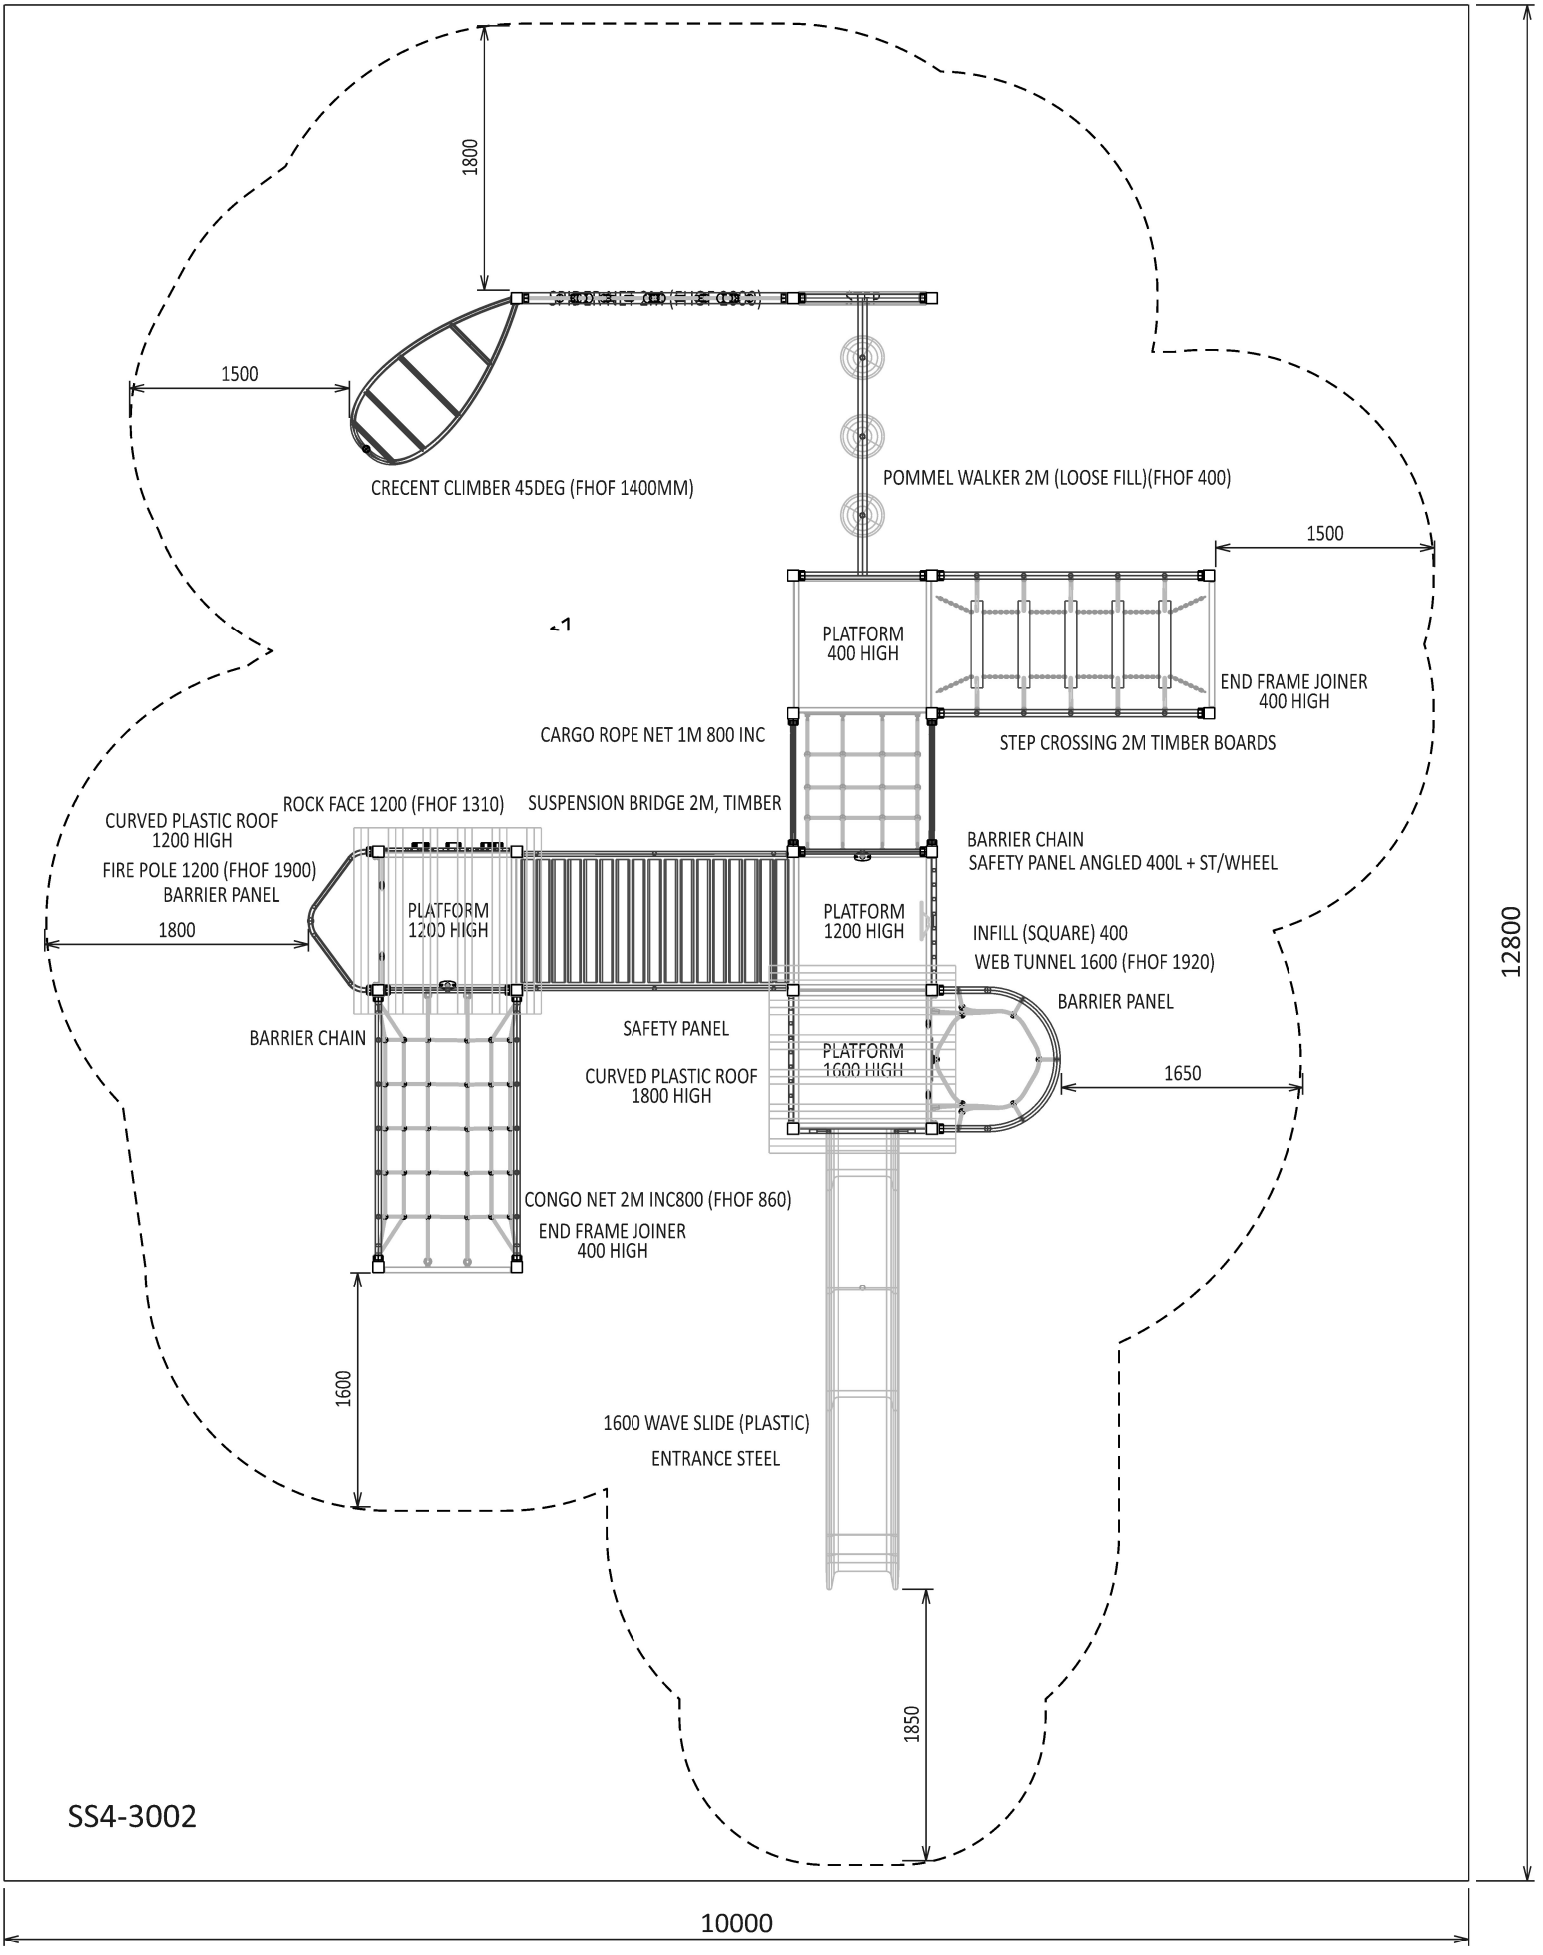 1800
1500
CRECENT CLIMBER 45DEG (FHOF 1400MM)
POMMEL WALKER 2M (LOOSE FILL)(FHOF 400)
1500
1
PLATFORM
400 HIGH
END FRAME JOINER
400 HIGH
CARGO ROPE NET 1M 800 INC
STEP CROSSING 2M TIMBER BOARDS
ROCK FACE 1200 (FHOF 1310)
SUSPENSION BRIDGE 2M, TIMBER
CURVED PLASTIC ROOF
1200 HIGH
FIRE POLE 1200 (FHOF 1900)
BARRIER PANEL
BARRIER CHAIN
SAFETY PANEL ANGLED 400L + ST/WHEEL
PLATFORM
1200 HIGH
PLATFORM
1200 HIGH
1800
INFILL (SQUARE) 400
WEB TUNNEL 1600 (FHOF 1920)
BARRIER PANEL
12800
BARRIER CHAIN
SAFETY PANEL
PLATFORM
1600 HIGH
CURVED PLASTIC ROOF
1800 HIGH
1650
CONGO NET 2M INC800 (FHOF 860)
END FRAME JOINER
400 HIGH
1600
1600 WAVE SLIDE (PLASTIC)
ENTRANCE STEEL
1850
SS4-3002
10000